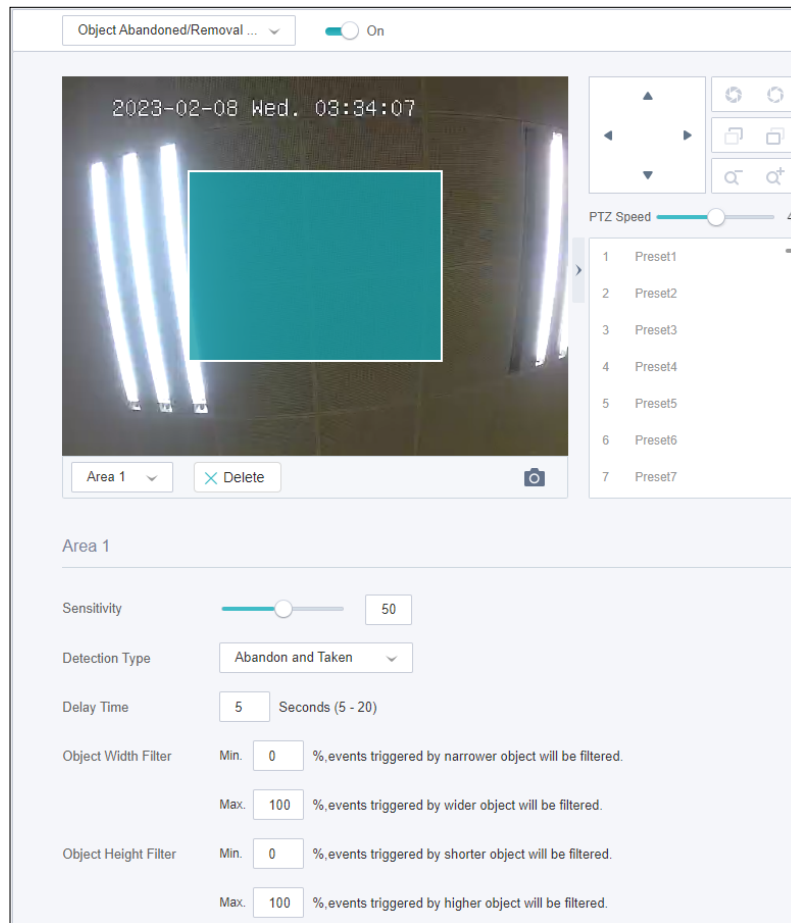 Object Abandoned/Removal ... On
2023-02-08 Wed. 03:34:07
PTZ Speed 4
1 Preset1
2 Preset2
3 Preset3
4 Preset4
5 Preset5
6 Preset6
7 Preset7
Area 1 Delete
Area 1
Sensitivity 50
Detection Type Abandon and Taken
Delay Time 5 Seconds (5 - 20)
Object Width Filter Min. 0 %,events triggered by narrower object will be filtered.
Max. 100 %,events triggered by wider object will be filtered.
Object Height Filter Min. 0 %,events triggered by shorter object will be filtered.
Max. 100 %,events triggered by higher object will be filtered.